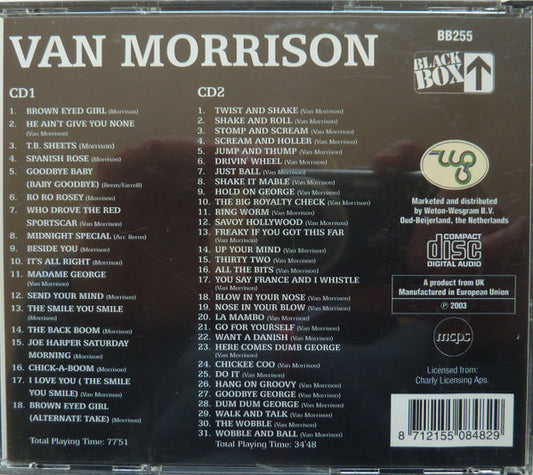 VAN MORRISON
CD1
1. BROWN EYED GIRL (Morrison)
2. HE AIN'T GIVE YOU NONE
(Van Morrison)
3. T.B. SHEETS (Morrison)
4. SPANISH ROSE (Morrison)
5. GOODBYE BABY
(BABY GOODBYE) (Berns/Farrell)
6. RO RO ROSEY (Morrison)
7. WHO DROVE THE RED
SPORTSCAR (Van Morrison)
8. MIDNIGHT SPECIAL (Arr. Berns)
9. BESIDE YOU (Morrison)
10. IT'S ALL RIGHT (Morrison)
11. MADAME GEORGE
(Van Morrison)
12. SEND YOUR MIND (Morrison)
13. THE SMILE YOU SMILE
(Morrison)
14. THE BACK BOOM (Morrison)
15. JOE HARPER SATURDAY
MORNING (Morrison)
16. CHICK-A-BOOM (Morrison)
17. I LOVE YOU ( THE SMILE
YOU SMILE) (Van Morrison)
18. BROWN EYED GIRL
(ALTERNATE TAKE) (Morrison)
Total Playing Time: 77'51
CD2
1. TWIST AND SHAKE (Van Morrison)
2. SHAKE AND ROLL (Van Morrison)
3. STOMP AND SCREAM (Van Morrison)
4. SCREAM AND HOLLER (Van Morrison)
5. JUMP AND THUMP (Van Morrison)
6. DRIVIN' WHEEL (Van Morrison)
7. JUST BALL (Van Morrison)
8. SHAKE IT MABLE (Van Morrison)
9. HOLD ON GEORGE (Van Morrison)
10. THE BIG ROYALTY CHECK (Van Morrison)
11. RING WORM (Van Morrison)
12. SAVOY HOLLYWOOD (Van Morrison)
13. FREAKY IF YOU GOT THIS FAR
(Van Morrison)
14. UP YOUR MIND (Van Morrison)
15. THIRTY TWO (Van Morrison)
16. ALL THE BITS (Van Morrison)
17. YOU SAY FRANCE AND I WHISTLE
(Van Morrison)
18. BLOW IN YOUR NOSE (Van Morrison)
19. NOSE IN YOUR BLOW (Van Morrison)
20. LA MAMBO (Van Morrison)
21. GO FOR YOURSELF (Van Morrison)
22. WANT A DANISH (Van Morrison)
23. HERE COMES DUMB GEORGE
(Van Morrison)
24. CHICKEE COO (Van Morrison)
25. DO IT (Van Morrison)
26. HANG ON GROOVY (Van Morrison)
27. GOODBYE GEORGE (Van Morrison)
28. DUM DUM GEORGE (Van Morrison)
29. WALK AND TALK (Van Morrison)
30. THE WOBBLE (Van Morrison)
31. WOBBLE AND BALL (Van Morrison)
Total Playing Time: 34'48
BB255
BLACK
BOX
WG
Marketed and distributed
by Weton-Wesgram B.V.
Oud-Beijerland, the Netherlands
COMPACT
disc
DIGITAL AUDIO
A product from UK
Manufactured in European Union
℗ 2003
mcps
Licensed from:
Charly Licensing Aps.
8 712155 084829